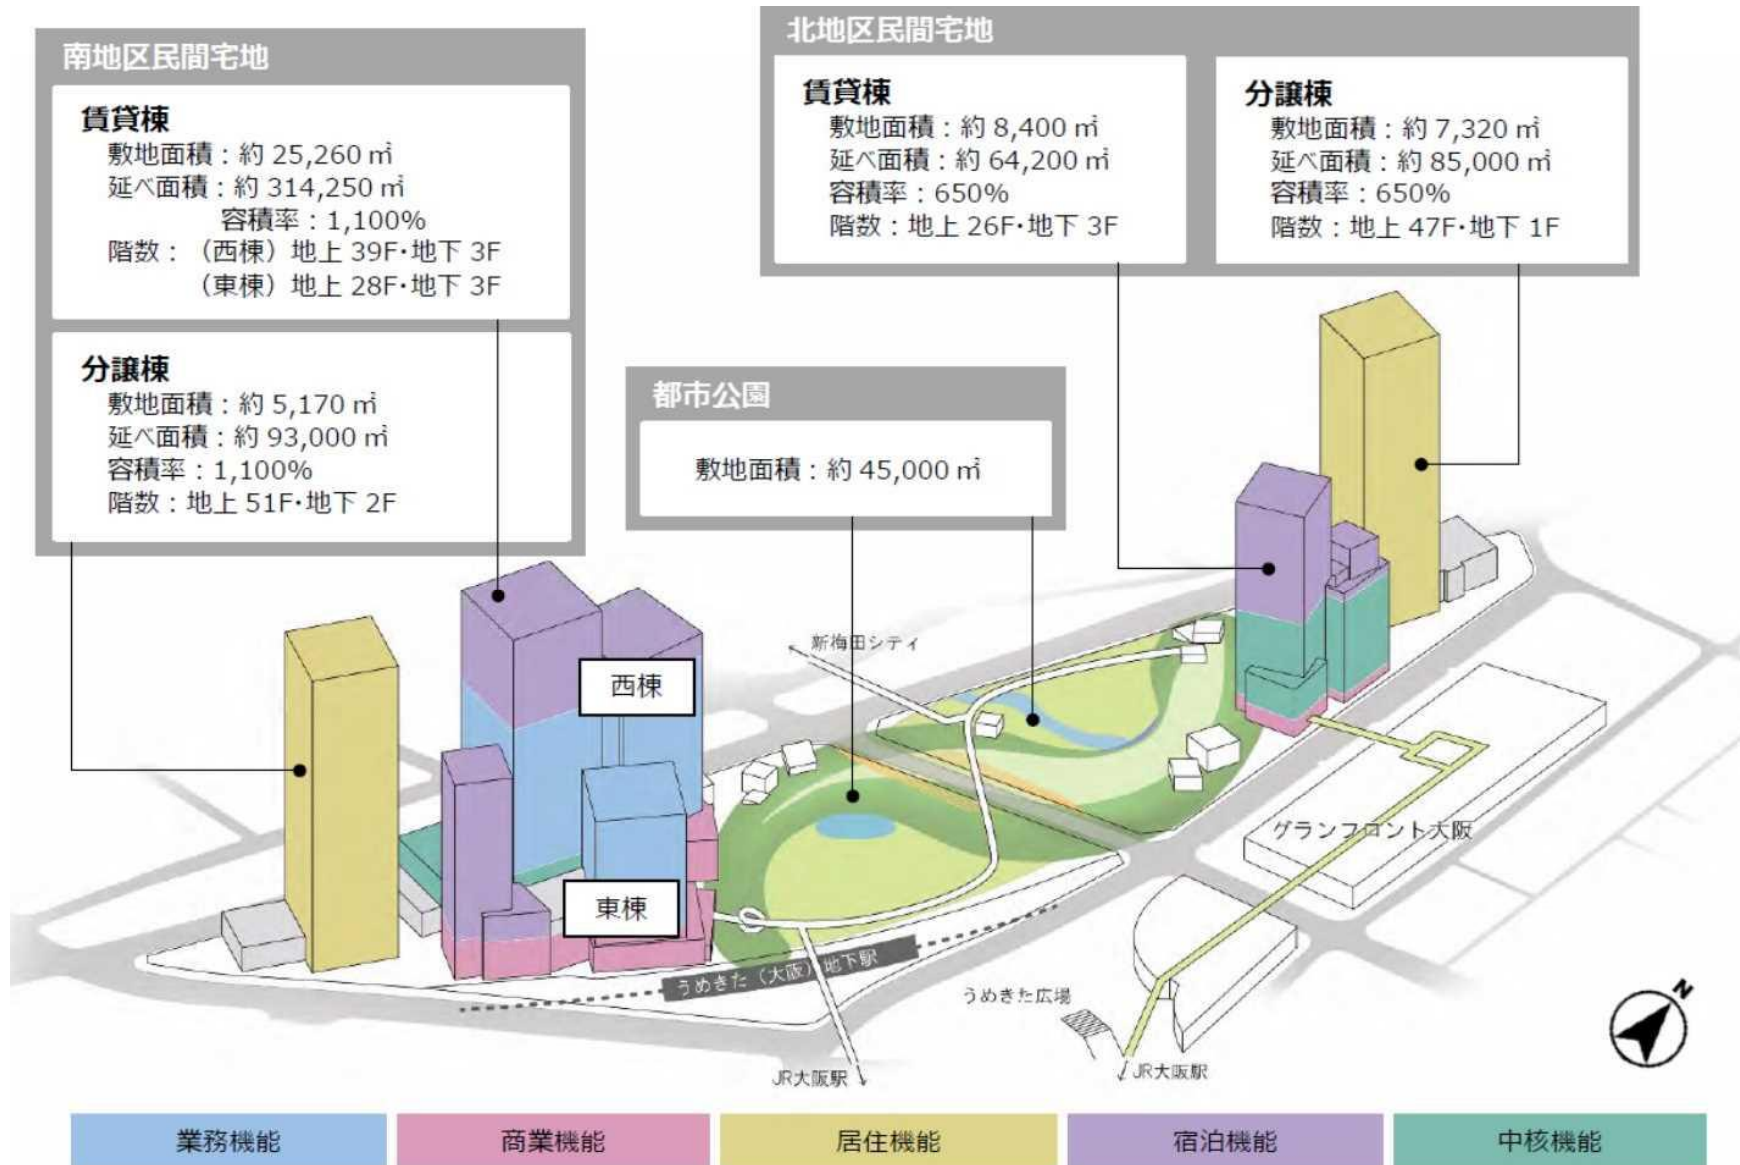 南地区民間宅地
賃貸棟
敷地面積：約 25,260 ㎡
延べ面積：約 314,250 ㎡
容積率：1,100%
階数：（西棟）地上 39F･地下 3F
（東棟）地上 28F･地下 3F
分譲棟
敷地面積：約 5,170 ㎡
延べ面積：約 93,000 ㎡
容積率：1,100%
階数：地上 51F･地下 2F
北地区民間宅地
賃貸棟
敷地面積：約 8,400 ㎡
延べ面積：約 64,200 ㎡
容積率：650%
階数：地上 26F･地下 3F
分譲棟
敷地面積：約 7,320 ㎡
延べ面積：約 85,000 ㎡
容積率：650%
階数：地上 47F･地下 1F
都市公園
敷地面積：約 45,000 ㎡
新梅田シティ
西棟
東棟
グランフロント大阪
うめきた（大阪）地下駅
うめきた広場
JR大阪駅
JR大阪駅
N
業務機能
商業機能
居住機能
宿泊機能
中核機能